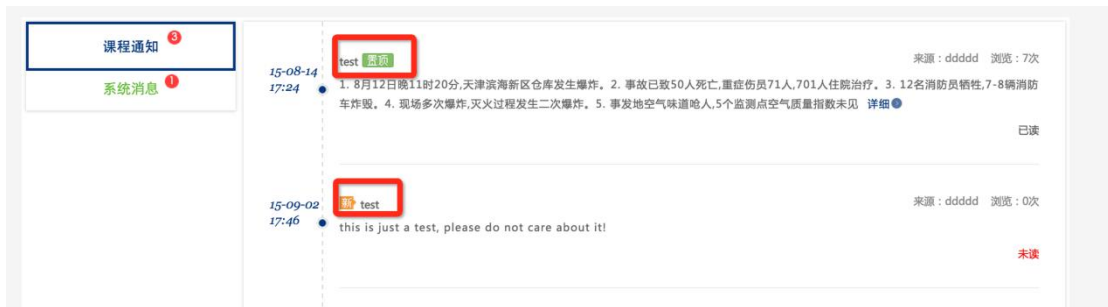 课程通知 3
系统消息 1
test 置顶
来源：ddddd 浏览：7次
15-08-14
17:24
1. 8月12日晚11时20分,天津滨海新区仓库发生爆炸。2. 事故已致50人死亡,重症伤员71人,701人住院治疗。3. 12名消防员牺牲,7-8辆消防
车炸毁。4. 现场多次爆炸,灭火过程发生二次爆炸。5. 事发地空气味道呛人,5个监测点空气质量指数未见 详细
已读
15-09-02
17:46
新 test
来源：ddddd 浏览：0次
this is just a test, please do not care about it!
未读